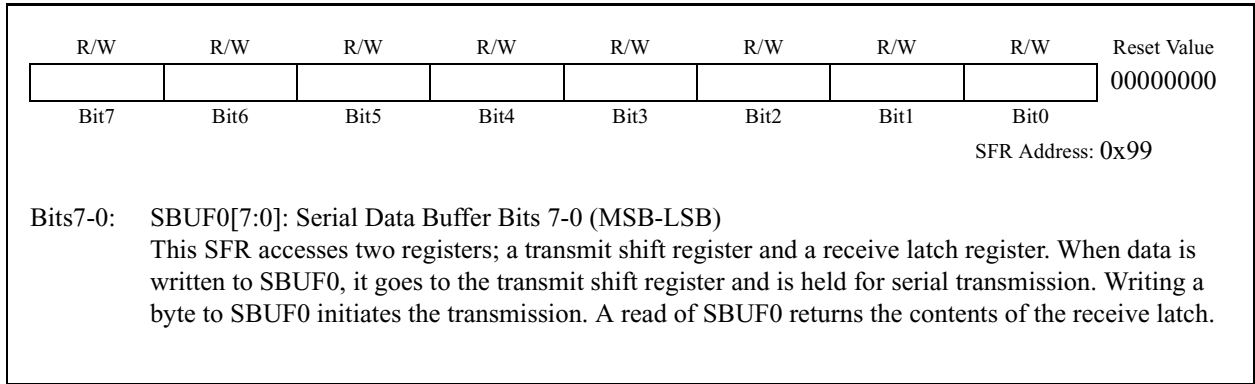 R/W R/W R/W R/W R/W R/W R/W R/W Reset Value
00000000
Bit7 Bit6 Bit5 Bit4 Bit3 Bit2 Bit1 Bit0
SFR Address: 0x99
Bits7-0: SBUF0[7:0]: Serial Data Buffer Bits 7-0 (MSB-LSB)
This SFR accesses two registers; a transmit shift register and a receive latch register. When data is
written to SBUF0, it goes to the transmit shift register and is held for serial transmission. Writing a
byte to SBUF0 initiates the transmission. A read of SBUF0 returns the contents of the receive latch.